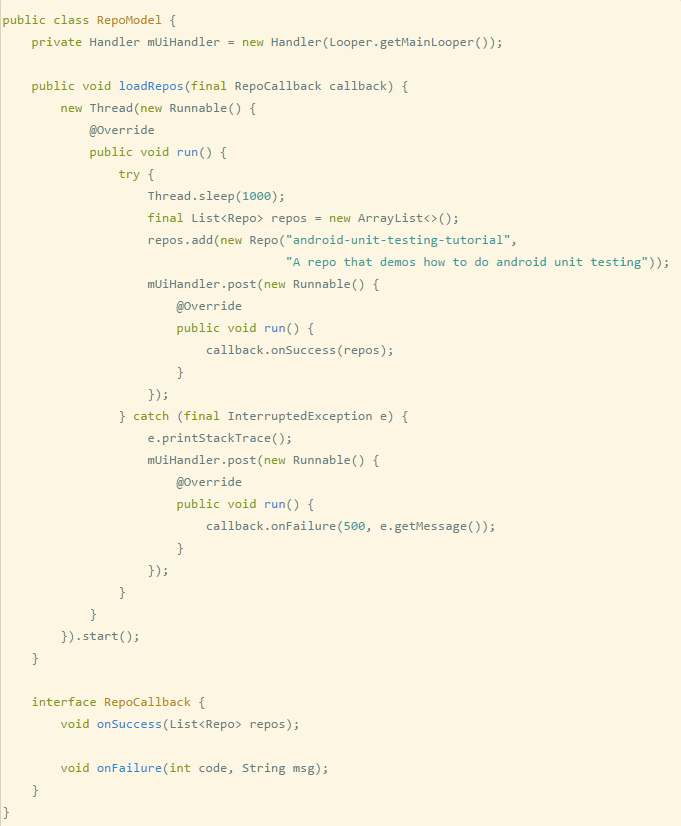 public class RepoModel {
    private Handler mUiHandler = new Handler(Looper.getMainLooper());

    public void loadRepos(final RepoCallback callback) {
        new Thread(new Runnable() {
            @Override
            public void run() {
                try {
                    Thread.sleep(1000);
                    final List<Repo> repos = new ArrayList<>();
                    repos.add(new Repo("android-unit-testing-tutorial",
                                       "A repo that demos how to do android unit testing"));
                    mUiHandler.post(new Runnable() {
                        @Override
                        public void run() {
                            callback.onSuccess(repos);
                        }
                    });
                } catch (final InterruptedException e) {
                    e.printStackTrace();
                    mUiHandler.post(new Runnable() {
                        @Override
                        public void run() {
                            callback.onFailure(500, e.getMessage());
                        }
                    });
                }
            }
        }).start();
    }

    interface RepoCallback {
        void onSuccess(List<Repo> repos);

        void onFailure(int code, String msg);
    }
}